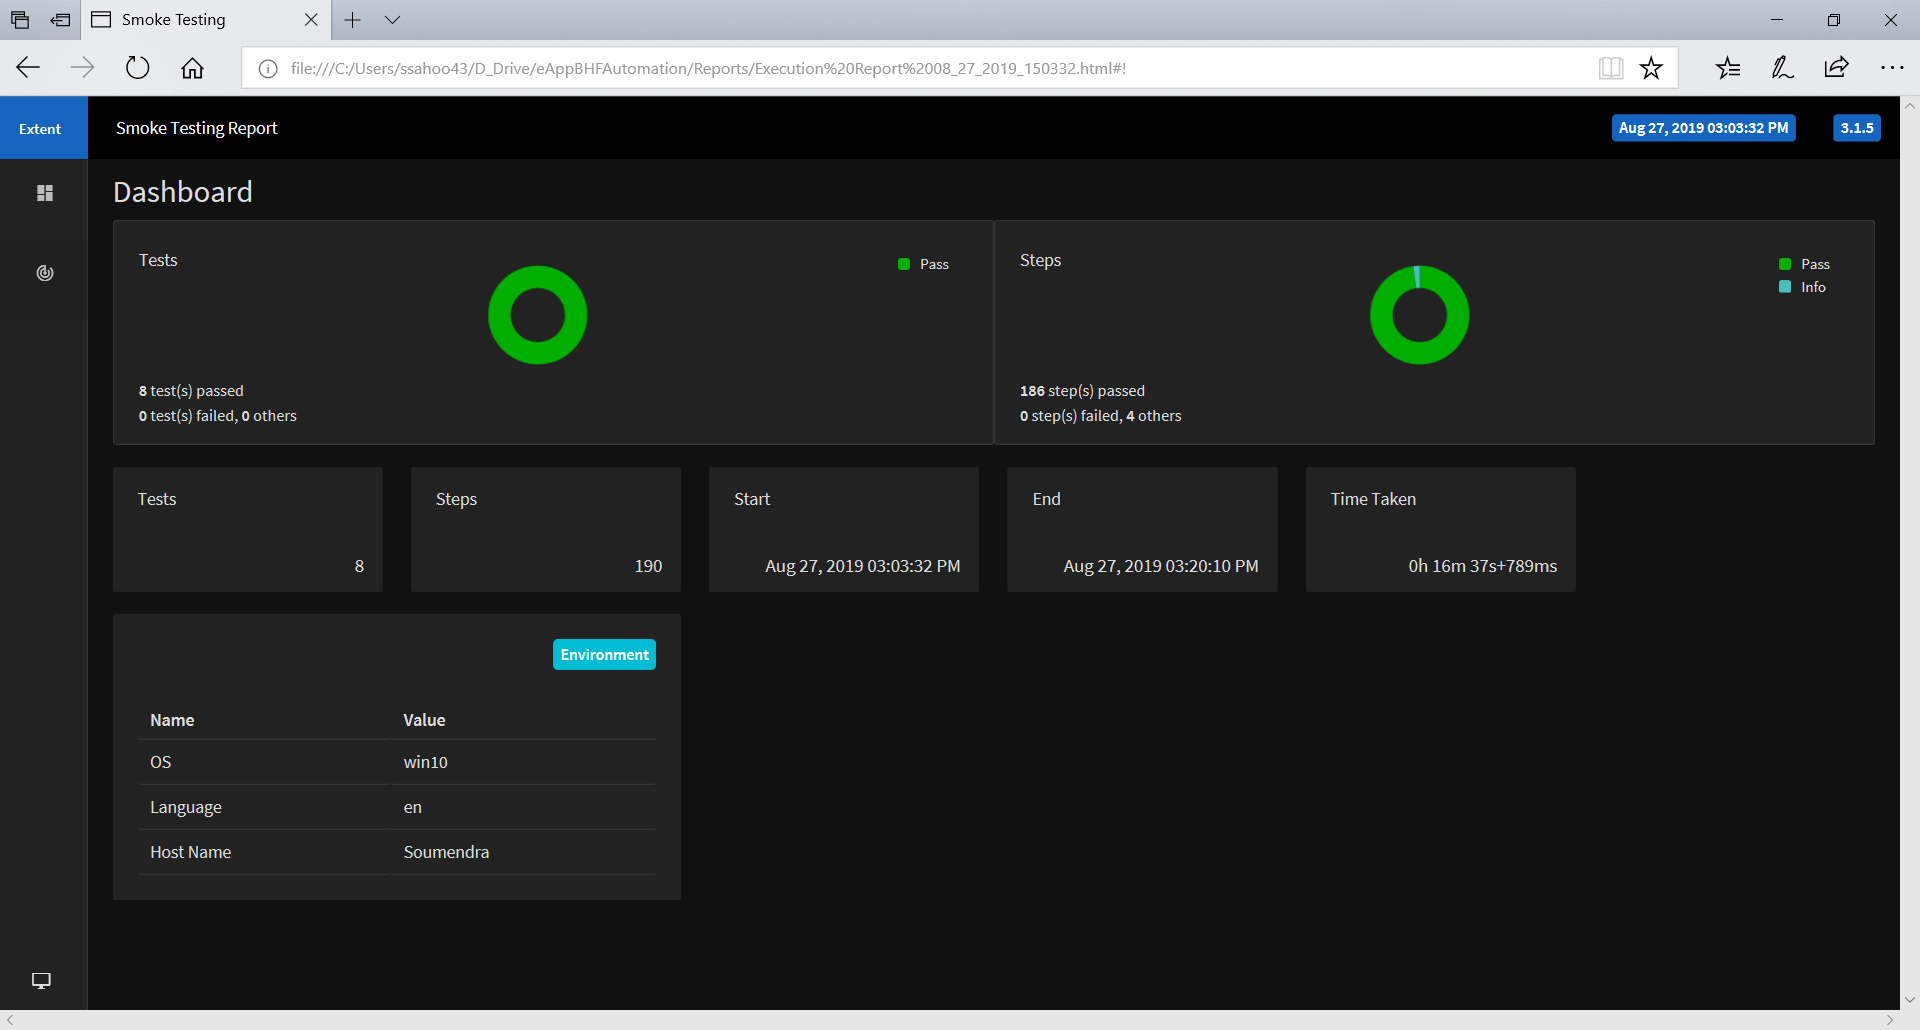 Smoke Testing
file:///C:/Users/ssahoo43/D_Drive/eAppBHFAutomation/Reports/Execution%20Report%2008_27_2019_150332.html#!
Extent
Smoke Testing Report
Aug 27, 2019 03:03:32 PM
3.1.5
Dashboard
Tests
Pass
8 test(s) passed
0 test(s) failed, 0 others
Steps
Pass
Info
186 step(s) passed
0 step(s) failed, 4 others
Tests
8
Steps
190
Start
Aug 27, 2019 03:03:32 PM
End
Aug 27, 2019 03:20:10 PM
Time Taken
0h 16m 37s+789ms
Environment
Name Value
OS win10
Language en
Host Name Soumendra